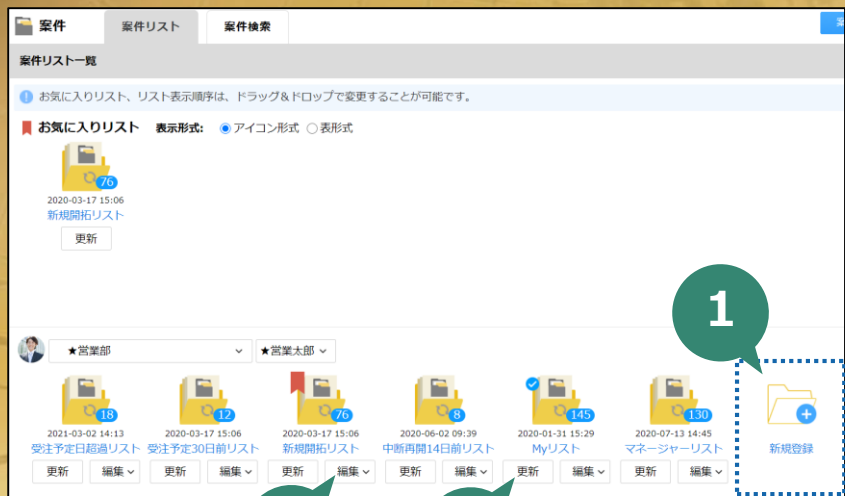 案件 案件リスト 案件検索
案件リスト一覧
お気に入りリスト、リスト表示順序は、ドラッグ&ドロップで変更することが可能です。
お気に入りリスト 表示形式: アイコン形式 表形式
76
2020-03-17 15:06
新規開拓リスト
更新
1
★営業部 ★営業太郎
18 12 76 8 145 130
2021-03-02 14:13 2020-03-17 15:06 2020-03-17 15:06 2020-06-02 09:39 2020-01-31 15:29 2020-07-13 14:45
受注予定日超過リスト 受注予定30日前リスト 新規開拓リスト 中断再開14日前リスト Myリスト マネージャーリスト 新規登録
更新 編集 更新 編集 更新 編集 更新 編集 更新 編集 更新 編集